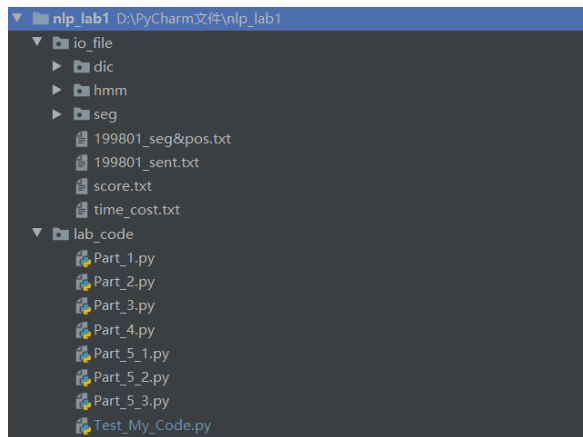 nlp_lab1 D:\PyCharm文件\nlp_lab1
io_file
dic
hmm
seg
199801_seg&pos.txt
199801_sent.txt
score.txt
time_cost.txt
lab_code
Part_1.py
Part_2.py
Part_3.py
Part_4.py
Part_5_1.py
Part_5_2.py
Part_5_3.py
Test_My_Code.py